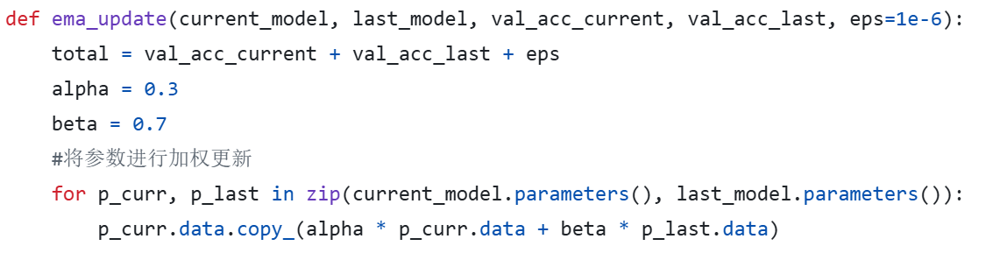 def ema_update(current_model, last_model, val_acc_current, val_acc_last, eps=1e-6):
    total = val_acc_current + val_acc_last + eps
    alpha = 0.3
    beta = 0.7
    #将参数进行加权更新
    for p_curr, p_last in zip(current_model.parameters(), last_model.parameters()):
        p_curr.data.copy_(alpha * p_curr.data + beta * p_last.data)